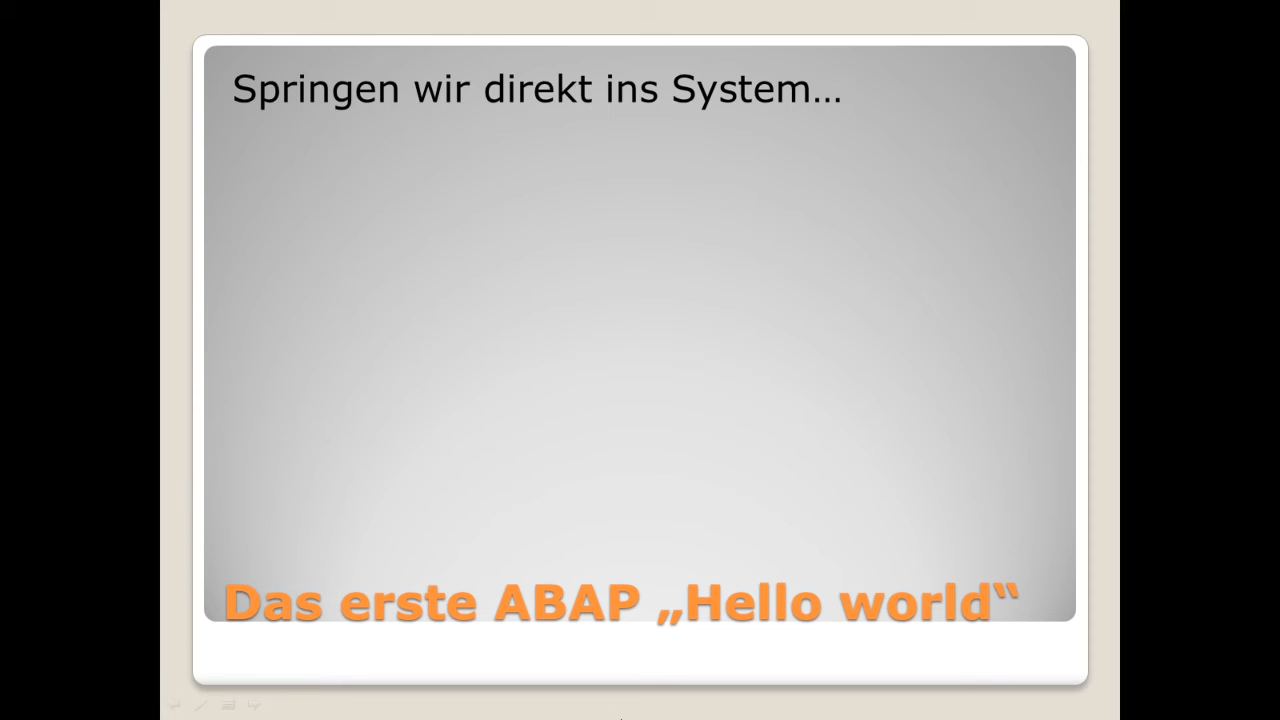 Springen wir direkt ins System…
Das erste ABAP „Hello world“